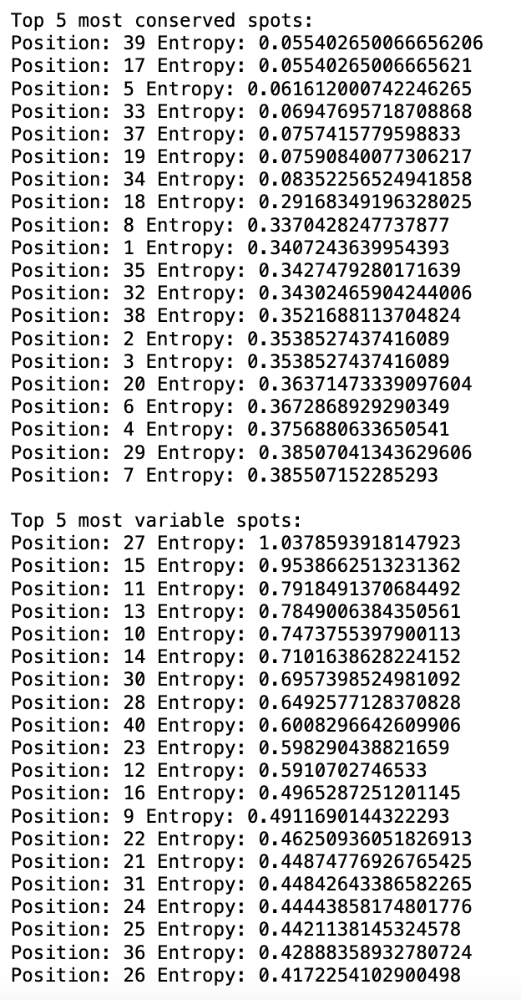 Top 5 most conserved spots:
Position: 39 Entropy: 0.055402650066656206
Position: 17 Entropy: 0.05540265006665621
Position: 5 Entropy: 0.061612000742246265
Position: 33 Entropy: 0.06947695718708868
Position: 37 Entropy: 0.0757415779598833
Position: 19 Entropy: 0.07590840077306217
Position: 34 Entropy: 0.08352256524941858
Position: 18 Entropy: 0.29168349196328025
Position: 8 Entropy: 0.3370428247737877
Position: 1 Entropy: 0.3407243639954393
Position: 35 Entropy: 0.3427479280171639
Position: 32 Entropy: 0.34302465904244006
Position: 38 Entropy: 0.3521688113704824
Position: 2 Entropy: 0.3538527437416089
Position: 3 Entropy: 0.3538527437416089
Position: 20 Entropy: 0.36371473339097604
Position: 6 Entropy: 0.3672868929290349
Position: 4 Entropy: 0.3756880633650541
Position: 29 Entropy: 0.38507041343629606
Position: 7 Entropy: 0.385507152285293
Top 5 most variable spots:
Position: 27 Entropy: 1.0378593918147923
Position: 15 Entropy: 0.9538662513231362
Position: 11 Entropy: 0.7918491370684492
Position: 13 Entropy: 0.7849006384350561
Position: 10 Entropy: 0.7473755397900113
Position: 14 Entropy: 0.7101638628224152
Position: 30 Entropy: 0.6957398524981092
Position: 28 Entropy: 0.6492577128370828
Position: 40 Entropy: 0.6008296642609906
Position: 23 Entropy: 0.598290438821659
Position: 12 Entropy: 0.5910702746533
Position: 16 Entropy: 0.4965287251201145
Position: 9 Entropy: 0.4911690144322293
Position: 22 Entropy: 0.46250936051826913
Position: 21 Entropy: 0.44874776926765425
Position: 31 Entropy: 0.44842643386582265
Position: 24 Entropy: 0.44443858174801776
Position: 25 Entropy: 0.4421138145324578
Position: 36 Entropy: 0.42888358932780724
Position: 26 Entropy: 0.4172254102900498